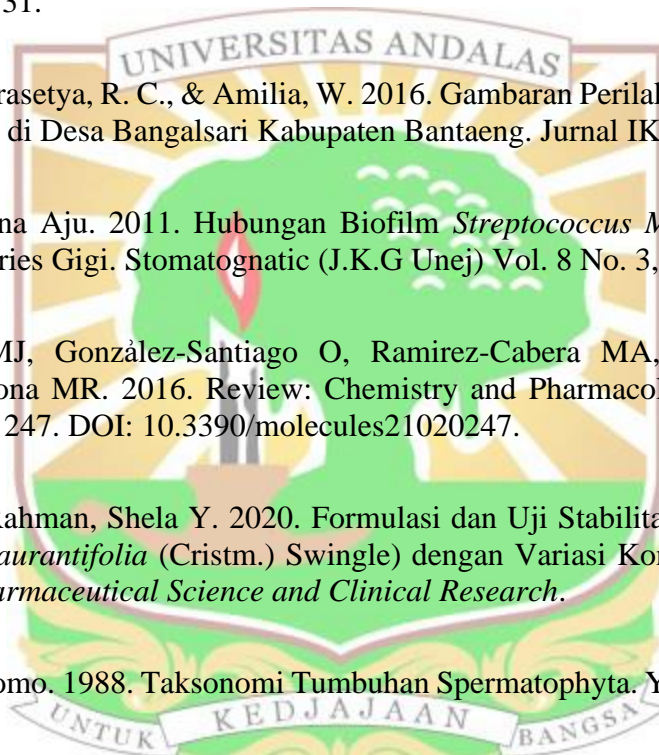 31.
UNIVERSITAS ANDALAS
rasetya, R. C., & Amilia, W. 2016. Gambaran Perilal
di Desa Bangalsari Kabupaten Bantaeng. Jurnal IK
na Aju. 2011. Hubungan Biofilm Streptococcus M
ries Gigi. Stomatognatic (J.K.G Unej) Vol. 8 No. 3,
MJ, Gonzàlez-Santiago O, Ramirez-Cabera MA,
ona MR. 2016. Review: Chemistry and Pharmacol
247. DOI: 10.3390/molecules21020247.
Rahman, Shela Y. 2020. Formulasi dan Uji Stabilita
aurantifolia (Cristm.) Swingle) dengan Variasi Kor
armaceutical Science and Clinical Research.
omo. 1988. Taksonomi Tumbuhan Spermatophyta. Y
UNTUK KEDJAJAAN BANGSA